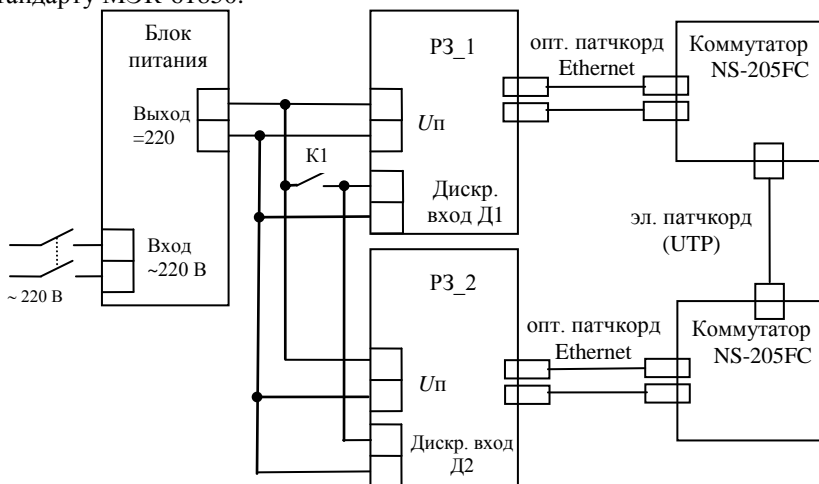 стандарту МЭК-61850.
Блок
питания
Выход
=220
Вход
~220 В
~ 220 В
К1
РЗ_1
Uп
Дискр.
вход Д1
опт. патчкорд
Ethernet
Коммутатор
NS-205FC
эл. патчкорд
(UTP)
РЗ_2
Uп
Дискр. вход
Д2
опт. патчкорд
Ethernet
Коммутатор
NS-205FC